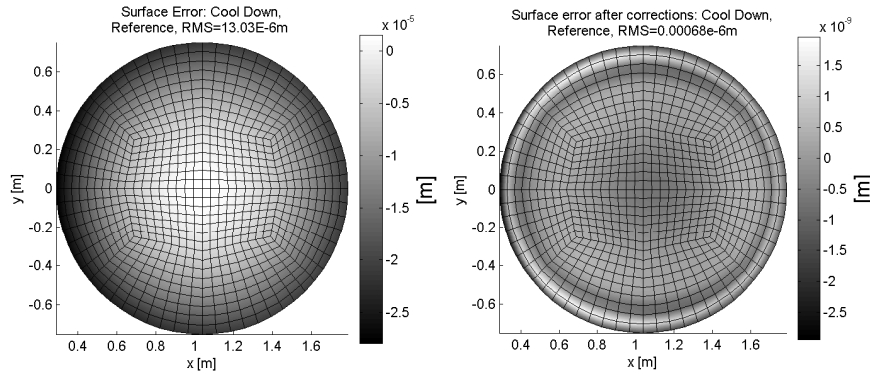 Surface Error: Cool Down,
Reference, RMS=13.03E-6m
x 10⁻⁵
0
-0.5
-1
-1.5
-2
-2.5
[m]
0.6
0.4
0.2
0
-0.2
-0.4
-0.6
y [m]
0.4 0.6 0.8 1 1.2 1.4 1.6
x [m]
Surface error after corrections: Cool Down,
Reference, RMS=0.00068e-6m
x 10⁻⁹
1.5
1
0.5
0
-0.5
-1
-1.5
-2
-2.5
[m]
0.6
0.4
0.2
0
-0.2
-0.4
-0.6
y [m]
0.4 0.6 0.8 1 1.2 1.4 1.6
x [m]